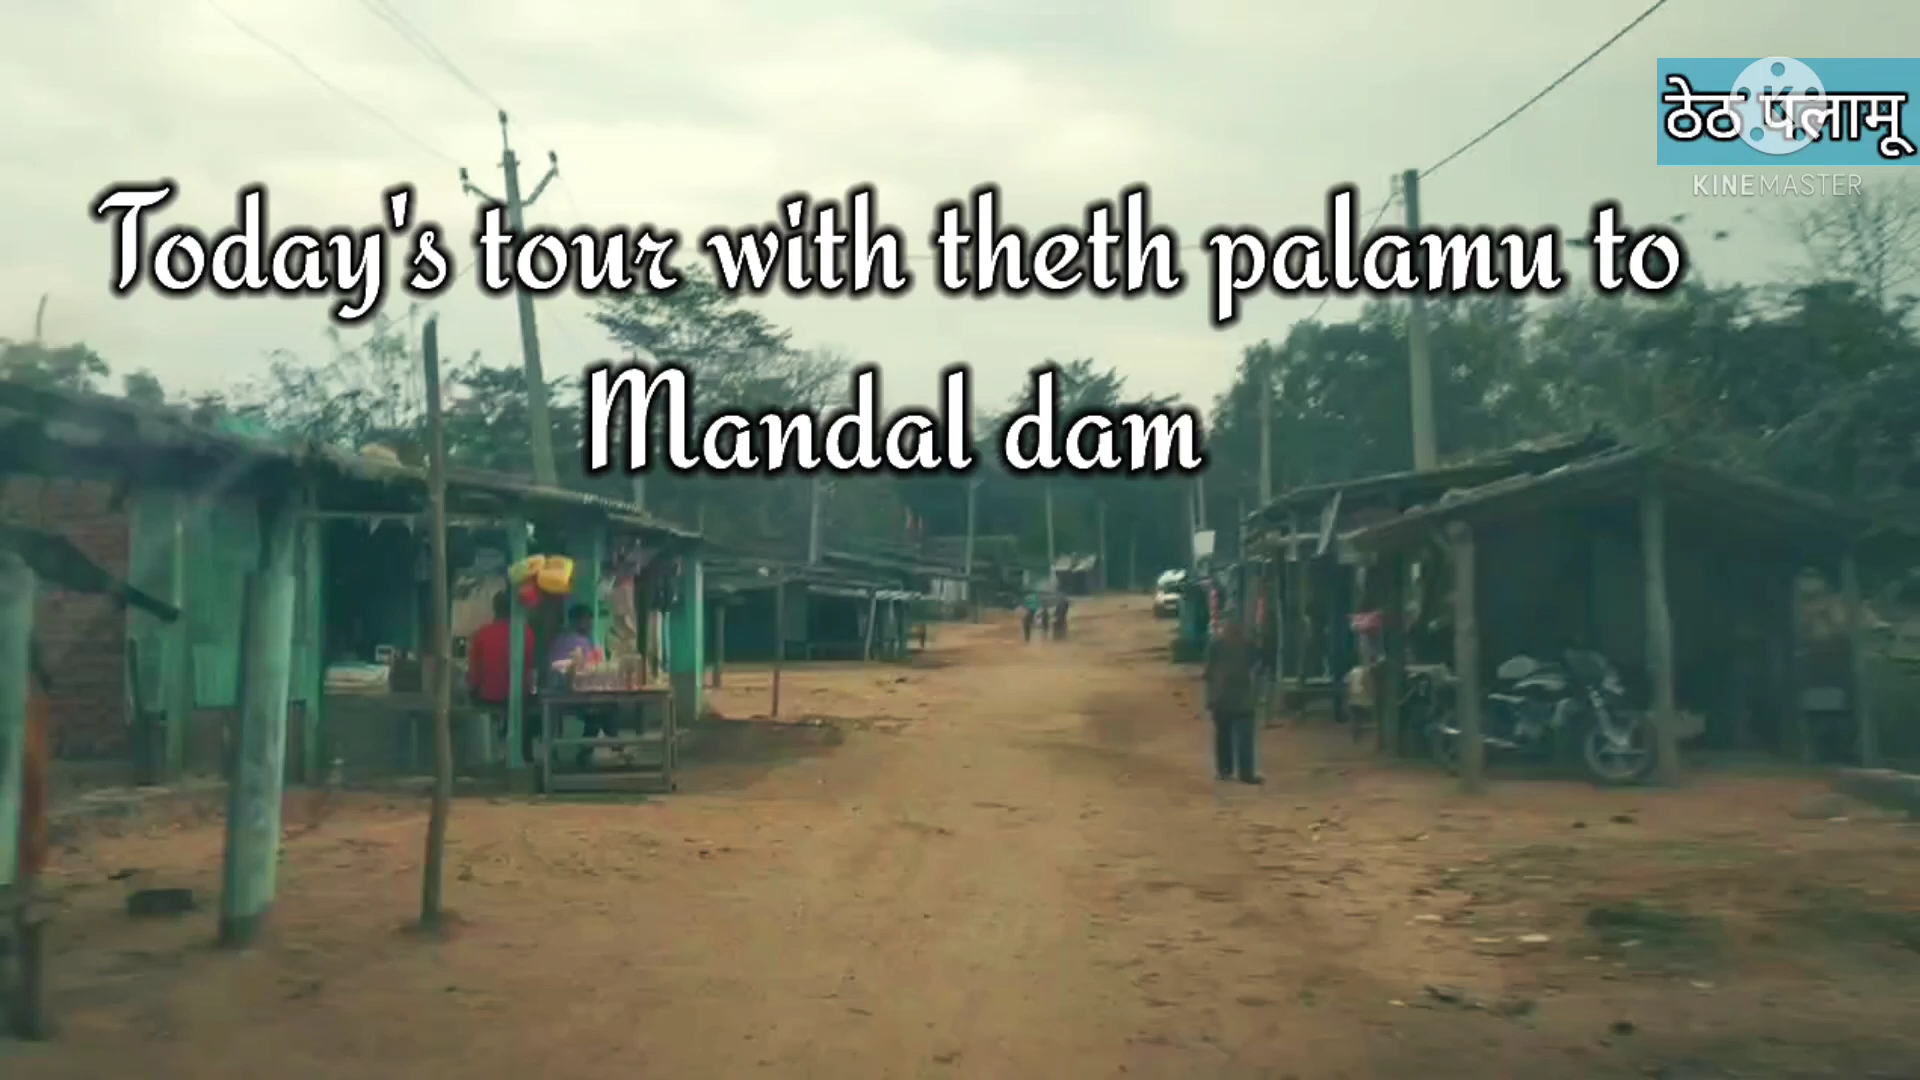 ठेठ पलामू
KINEMASTER
Today's tour with theth palamu to
Mandal dam